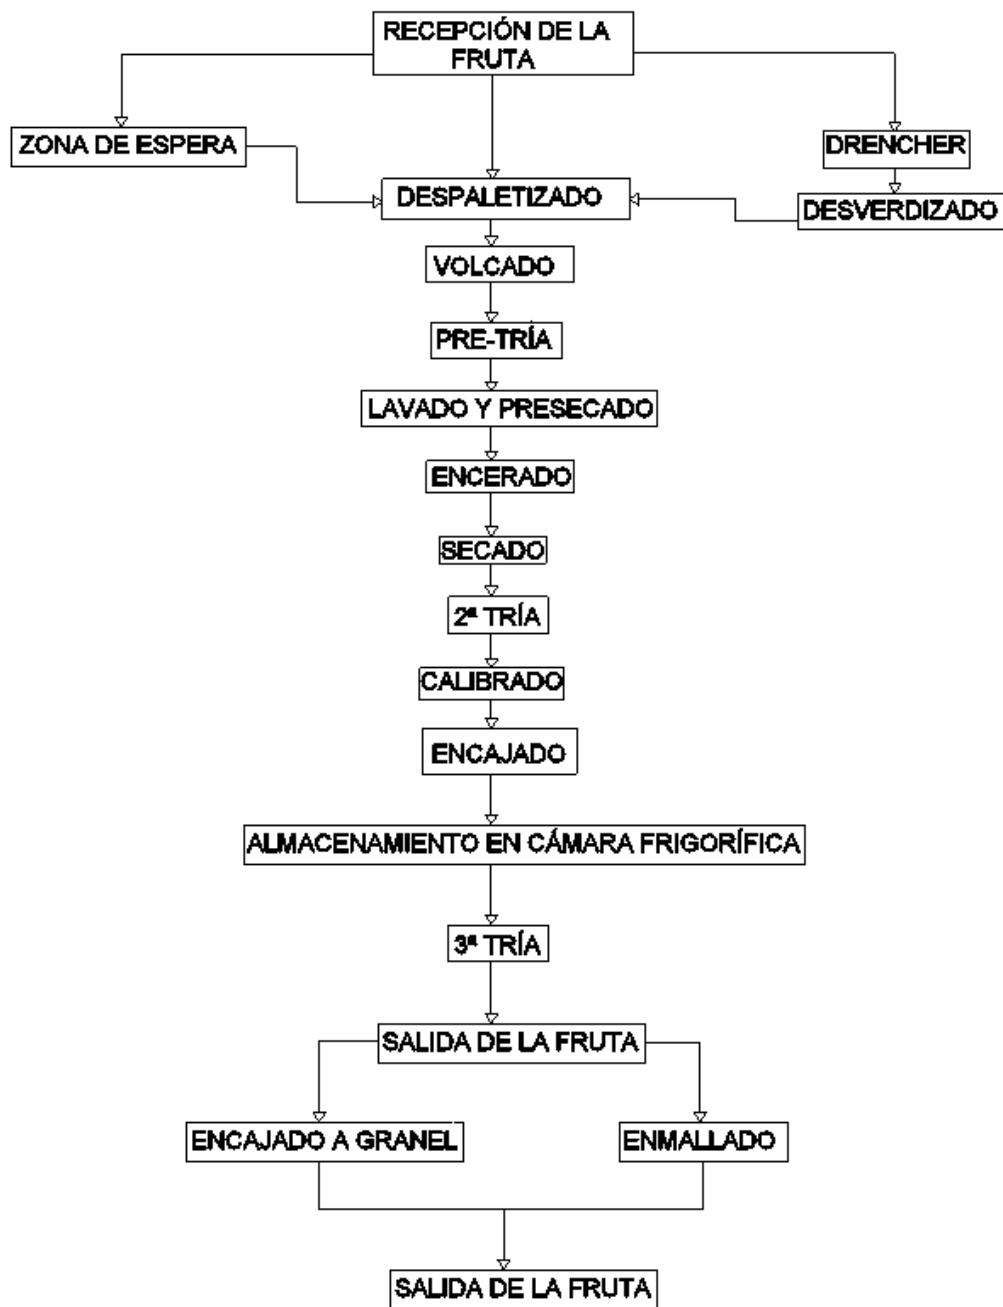 RECEPCIÓN DE LA
FRUTA
ZONA DE ESPERA
DRENCHER
DESPALETIZADO
DESVERDIZADO
VOLCADO
PRE-TRÍA
LAVADO Y PRESECADO
ENCERADO
SECADO
2ª TRÍA
CALIBRADO
ENCAJADO
ALMACENAMIENTO EN CÁMARA FRIGORÍFICA
3ª TRÍA
SALIDA DE LA FRUTA
ENCAJADO A GRANEL
ENMALLADO
SALIDA DE LA FRUTA